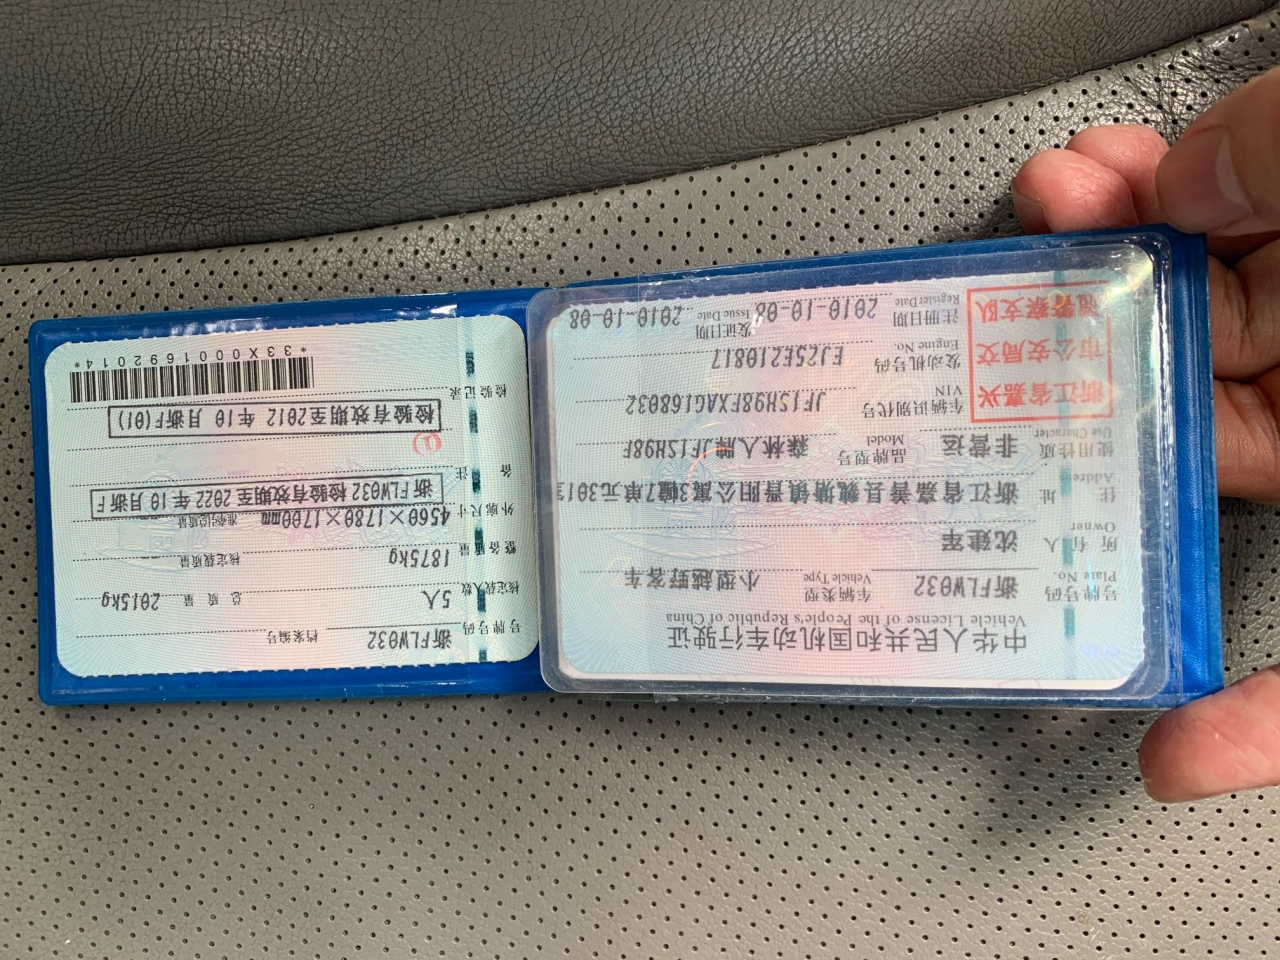 中华人民共和国机动车行驶证
Vehicle License of the People's Republic of China
号牌号码 Plate No. 浙FLW032 车辆类型 Vehicle Type 小型越野客车
所有人 Owner 沈建军
住址 Address 浙江省嘉善县魏塘镇晋阳公寓3幢7单元301室
使用性质 Use Character 非营运 品牌型号 Model 森林人牌JF1SH98F
浙江省嘉兴市公安局交通警察支队
车辆识别代号 VIN JF1SH98FXAG168032
发动机号码 Engine No. EJ25E210817
注册日期 Register Date 2010-10-08 发证日期 Issue Date 2010-10-08
号牌号码 浙FLW032 档案编号
核定载人数 5人 总质量 2015kg
整备质量 1875kg 核定载质量
外廓尺寸 4560×1780×1700mm 准牵引总质量
备注 浙FLW032 检验有效期至2022年10月浙F
检验记录 检验有效期至2012年10月浙F(01)
*33X0001692014*